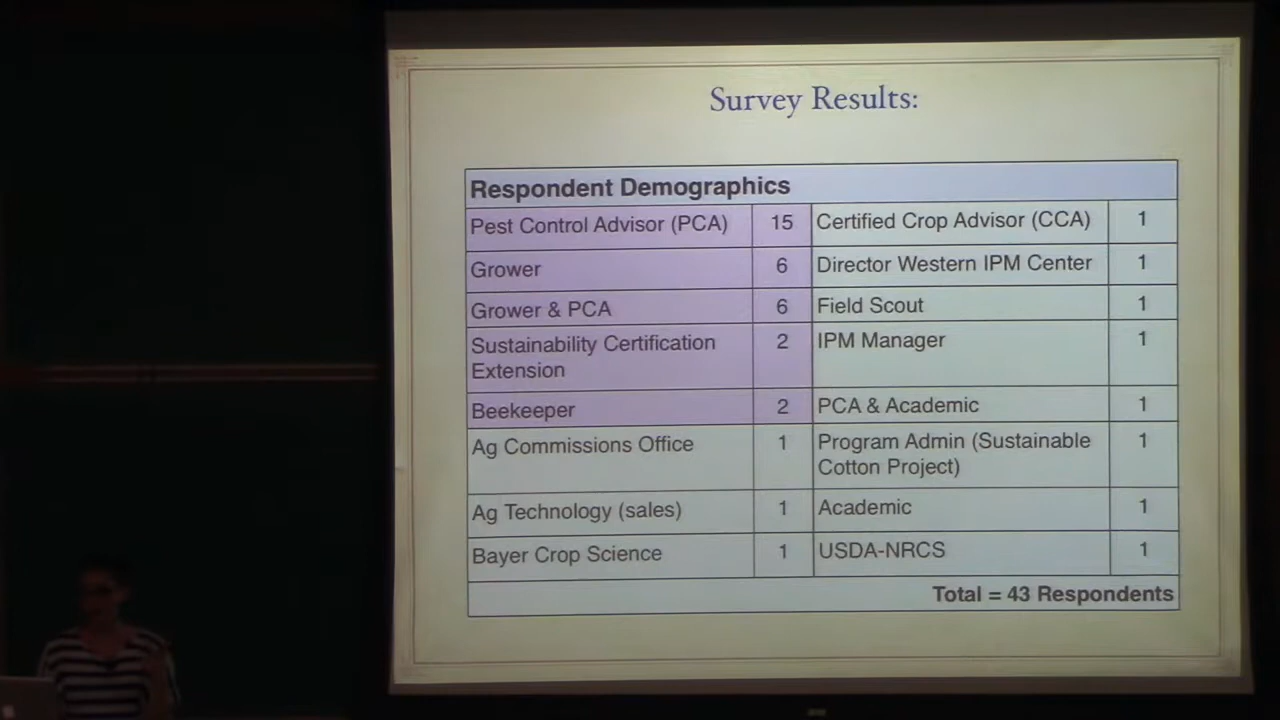 Survey Results:
Respondent Demographics
Pest Control Advisor (PCA) 15 Certified Crop Advisor (CCA) 1
Grower 6 Director Western IPM Center 1
Grower & PCA 6 Field Scout 1
Sustainability Certification
Extension 2 IPM Manager 1
Beekeeper 2 PCA & Academic 1
Ag Commissions Office 1 Program Admin (Sustainable
Cotton Project) 1
Ag Technology (sales) 1 Academic 1
Bayer Crop Science 1 USDA-NRCS 1
Total = 43 Respondents